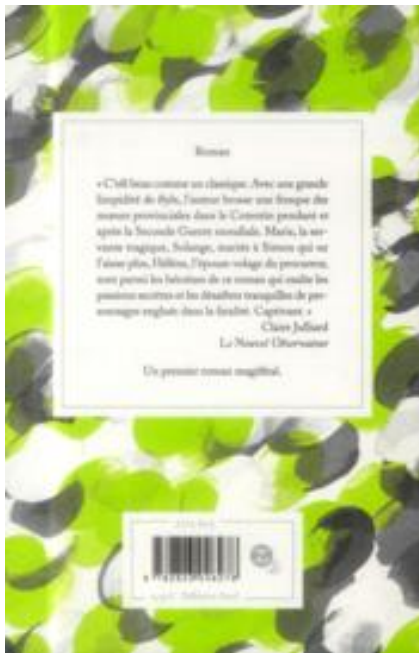 Roman
« C'est beau comme un classique. Avec une grande
limpidité de style, l'auteur brosse une fresque des
mœurs provinciales dans le Cotentin pendant et
après la Seconde Guerre mondiale. Marie, la ser-
vante tragique, Solange, mariée à Simon qui ne
l'aime plus, Hélène, l'épouse volage du procureur,
sont parmi les héroïnes de ce roman qui exalte les
passions secrètes et les désarrois tranquilles de per-
sonnages englués dans la fatalité. Captivant. »
Claire Julliard
Le Nouvel Observateur
Un premier roman magistral.